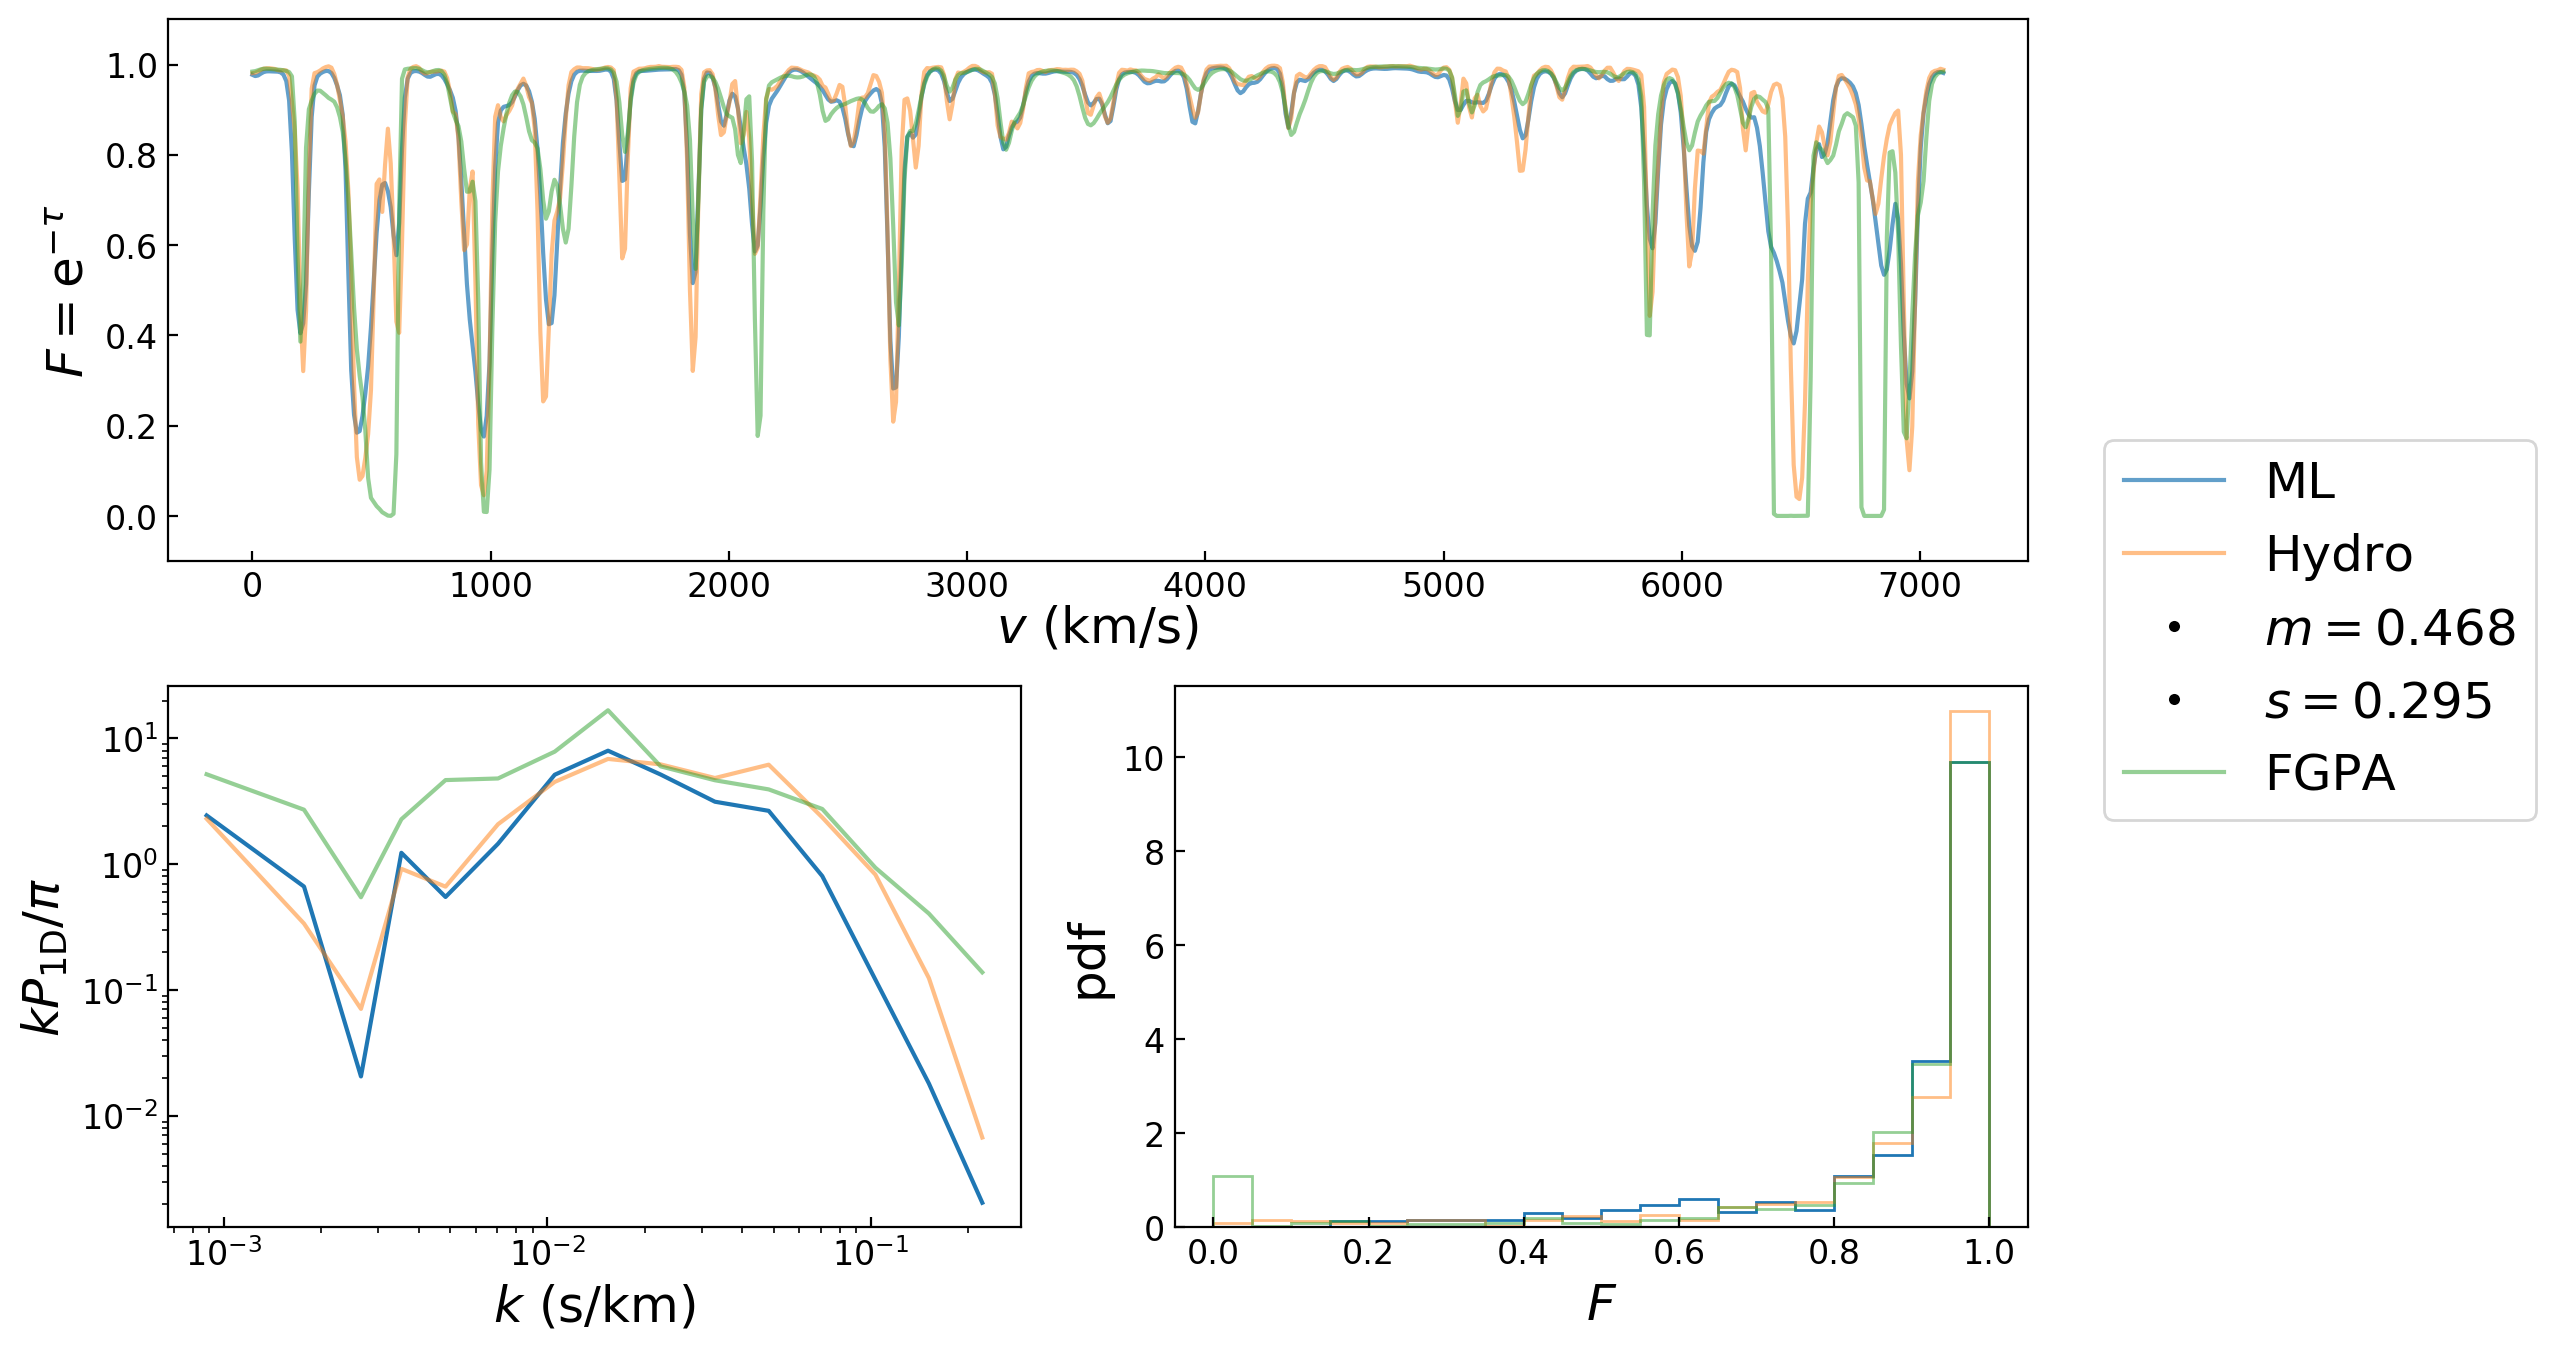 1.0
0.8
0.6
0.4
0.2
0.0
F = e^{−τ}
0 1000 2000 3000 4000 5000 6000 7000
v (km/s)
ML
Hydro
m = 0.468
s = 0.295
FGPA
10^1
10^0
10^{−1}
10^{−2}
kP_{1D}/π
10^{−3} 10^{−2} 10^{−1}
k (s/km)
10
8
6
4
2
0
pdf
0.0 0.2 0.4 0.6 0.8 1.0
F